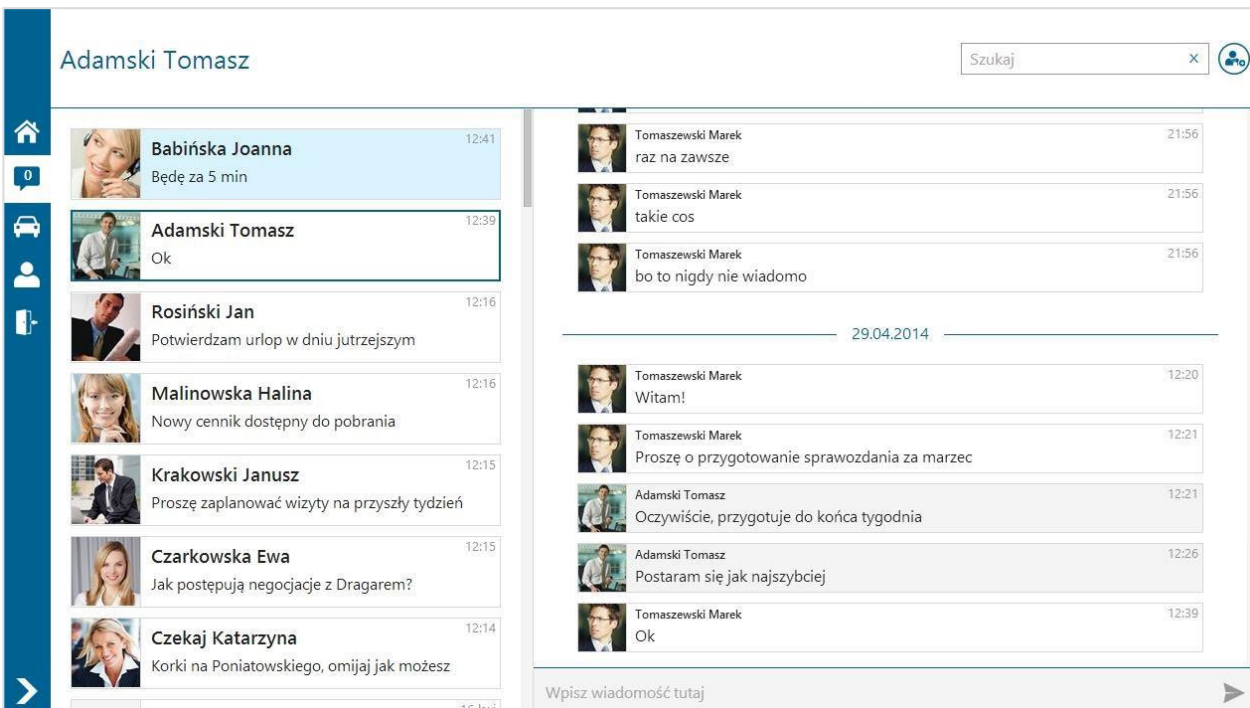 Adamski Tomasz
Szukaj
0
Babińska Joanna
12:41
Będę za 5 min
Adamski Tomasz
12:39
Ok
Rosiński Jan
12:16
Potwierdzam urlop w dniu jutrzejszym
Malinowska Halina
12:16
Nowy cennik dostępny do pobrania
Krakowski Janusz
12:15
Proszę zaplanować wizyty na przyszły tydzień
Czarkowska Ewa
12:15
Jak postępują negocjacje z Dragarem?
Czekaj Katarzyna
12:14
Korki na Poniatowskiego, omijaj jak możesz
Tomaszewski Marek
21:56
raz na zawsze
Tomaszewski Marek
21:56
takie cos
Tomaszewski Marek
21:56
bo to nigdy nie wiadomo
29.04.2014
Tomaszewski Marek
12:20
Witam!
Tomaszewski Marek
12:21
Proszę o przygotowanie sprawozdania za marzec
Adamski Tomasz
12:21
Oczywiście, przygotuje do końca tygodnia
Adamski Tomasz
12:26
Postaram się jak najszybciej
Tomaszewski Marek
12:39
Ok
Wpisz wiadomość tutaj